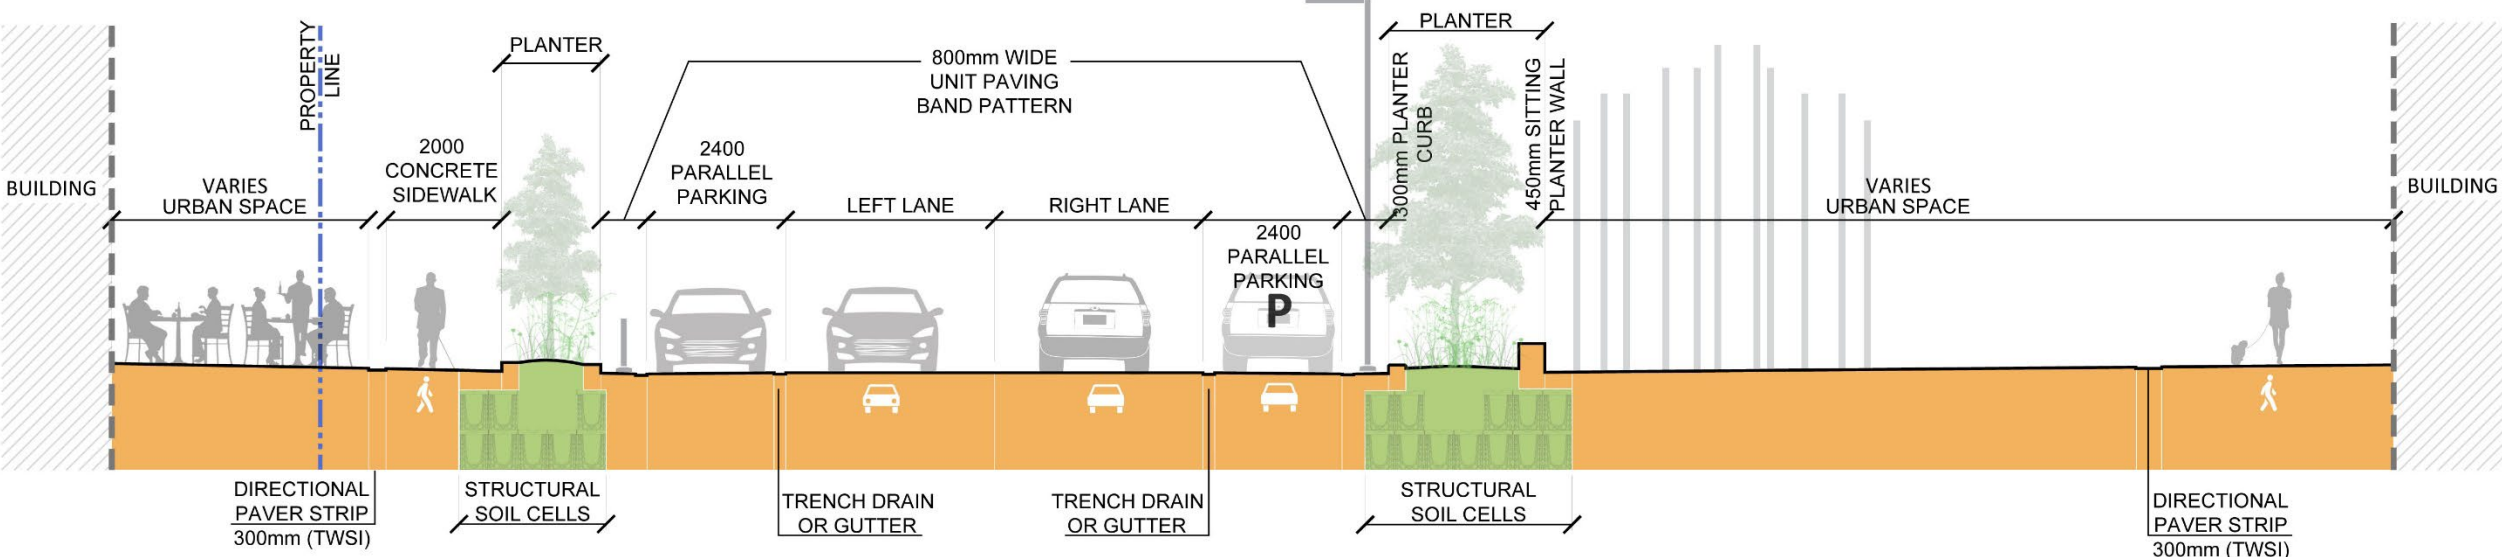 BUILDING
VARIES
URBAN SPACE
PROPERTY
LINE
2000
CONCRETE
SIDEWALK
PLANTER
2400
PARALLEL
PARKING
800mm WIDE
UNIT PAVING
BAND PATTERN
LEFT LANE
RIGHT LANE
2400
PARALLEL
PARKING
P
PLANTER
300mm PLANTER
CURB
450mm SITTING
PLANTER WALL
VARIES
URBAN SPACE
BUILDING
DIRECTIONAL
PAVER STRIP
300mm (TWSI)
STRUCTURAL
SOIL CELLS
TRENCH DRAIN
OR GUTTER
TRENCH DRAIN
OR GUTTER
STRUCTURAL
SOIL CELLS
DIRECTIONAL
PAVER STRIP
300mm (TWSI)